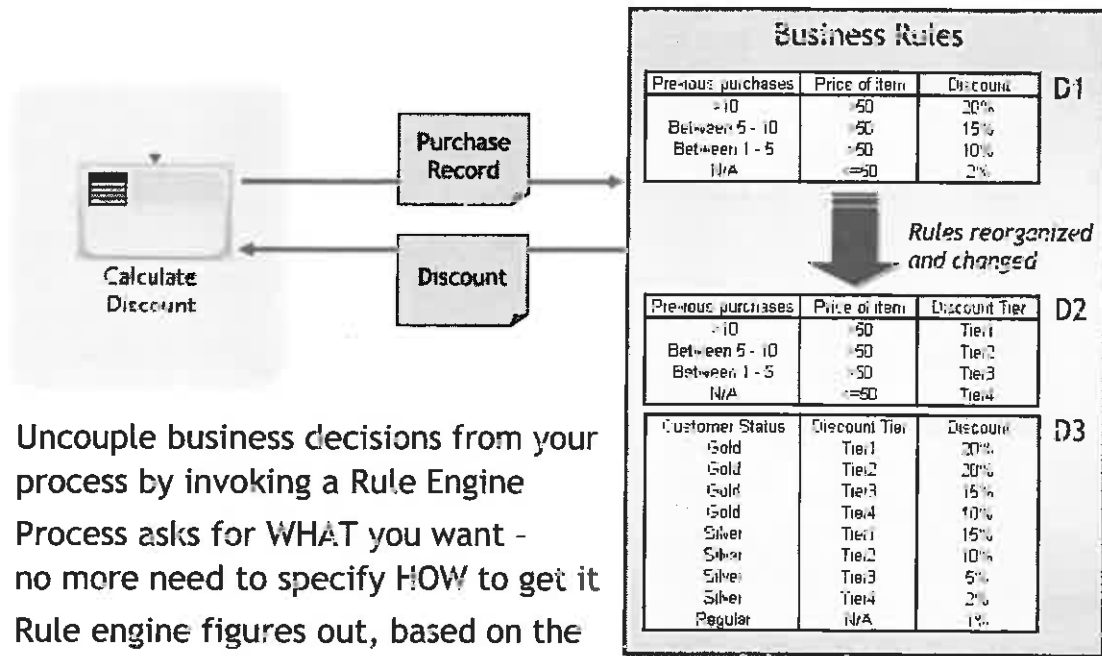 Business Rules
Previous purchases Price of item Discount D1
>10 >50 20%
Between 5 - 10 >50 15%
Between 1 - 5 >50 10%
N/A <=50 2%
Purchase
Record
Discount
Calculate
Discount
Rules reorganized
and changed
Previous purchases Price of item Discount Tier D2
>10 >50 Tier1
Between 5 - 10 >50 Tier2
Between 1 - 5 >50 Tier3
N/A <=50 Tier4
Customer Status Discount Tier Discount D3
Gold Tier1 20%
Gold Tier2 20%
Gold Tier3 15%
Gold Tier4 10%
Silver Tier1 15%
Silver Tier2 10%
Silver Tier3 5%
Silver Tier4 2%
Regular N/A 1%
Uncouple business decisions from your
process by invoking a Rule Engine
Process asks for WHAT you want -
no more need to specify HOW to get it
Rule engine figures out, based on the